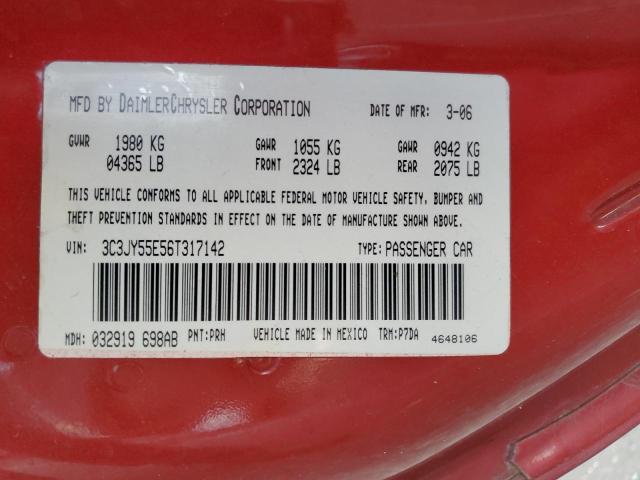 MFD BY DAIMLERCHRYSLER CORPORATION DATE OF MFR: 3-06
GVWR 1980 KG GAWR 1055 KG GAWR 0942 KG
04365 LB FRONT 2324 LB REAR 2075 LB
THIS VEHICLE CONFORMS TO ALL APPLICABLE FEDERAL MOTOR VEHICLE SAFETY, BUMPER AND
THEFT PREVENTION STANDARDS IN EFFECT ON THE DATE OF MANUFACTURE SHOWN ABOVE.
VIN: 3C3JY55E56T317142 TYPE: PASSENGER CAR
MDH: 032919 698AB PNT: PRH VEHICLE MADE IN MEXICO TRM: P7DA 4648106